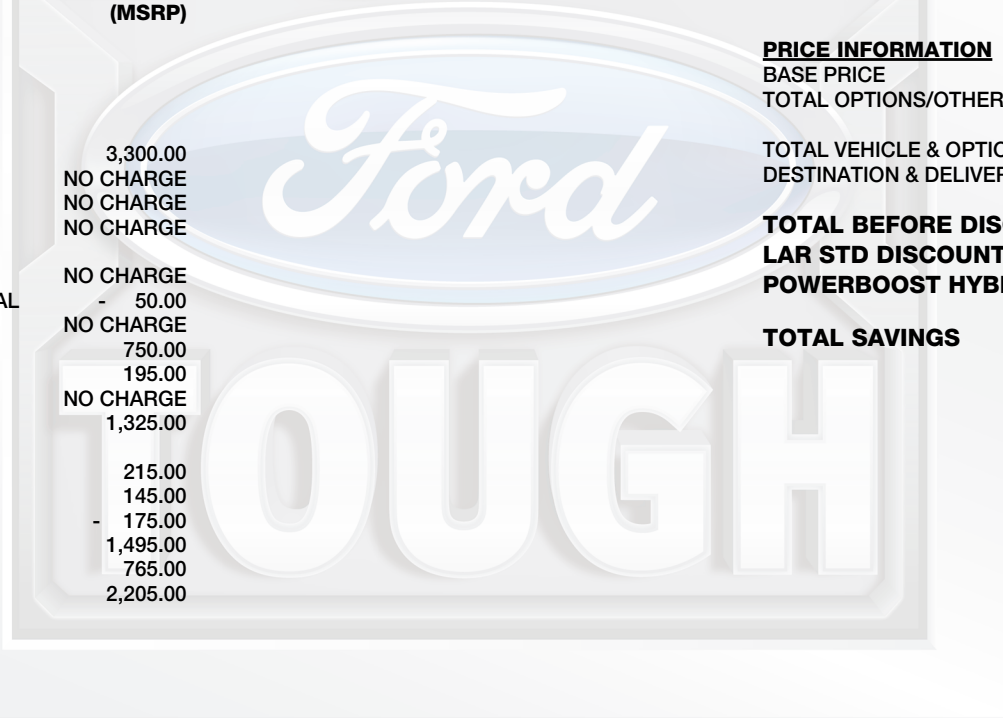 (MSRP)
3,300.00
NO CHARGE
NO CHARGE
NO CHARGE
NO CHARGE
AL - 50.00
NO CHARGE
750.00
195.00
NO CHARGE
1,325.00
215.00
145.00
- 175.00
1,495.00
765.00
2,205.00
PRICE INFORMATION
BASE PRICE
TOTAL OPTIONS/OTHER
TOTAL VEHICLE & OPTIO
DESTINATION & DELIVER
TOTAL BEFORE DIS
LAR STD DISCOUNT
POWERBOOST HYB
TOTAL SAVINGS
Ford
TOUGH